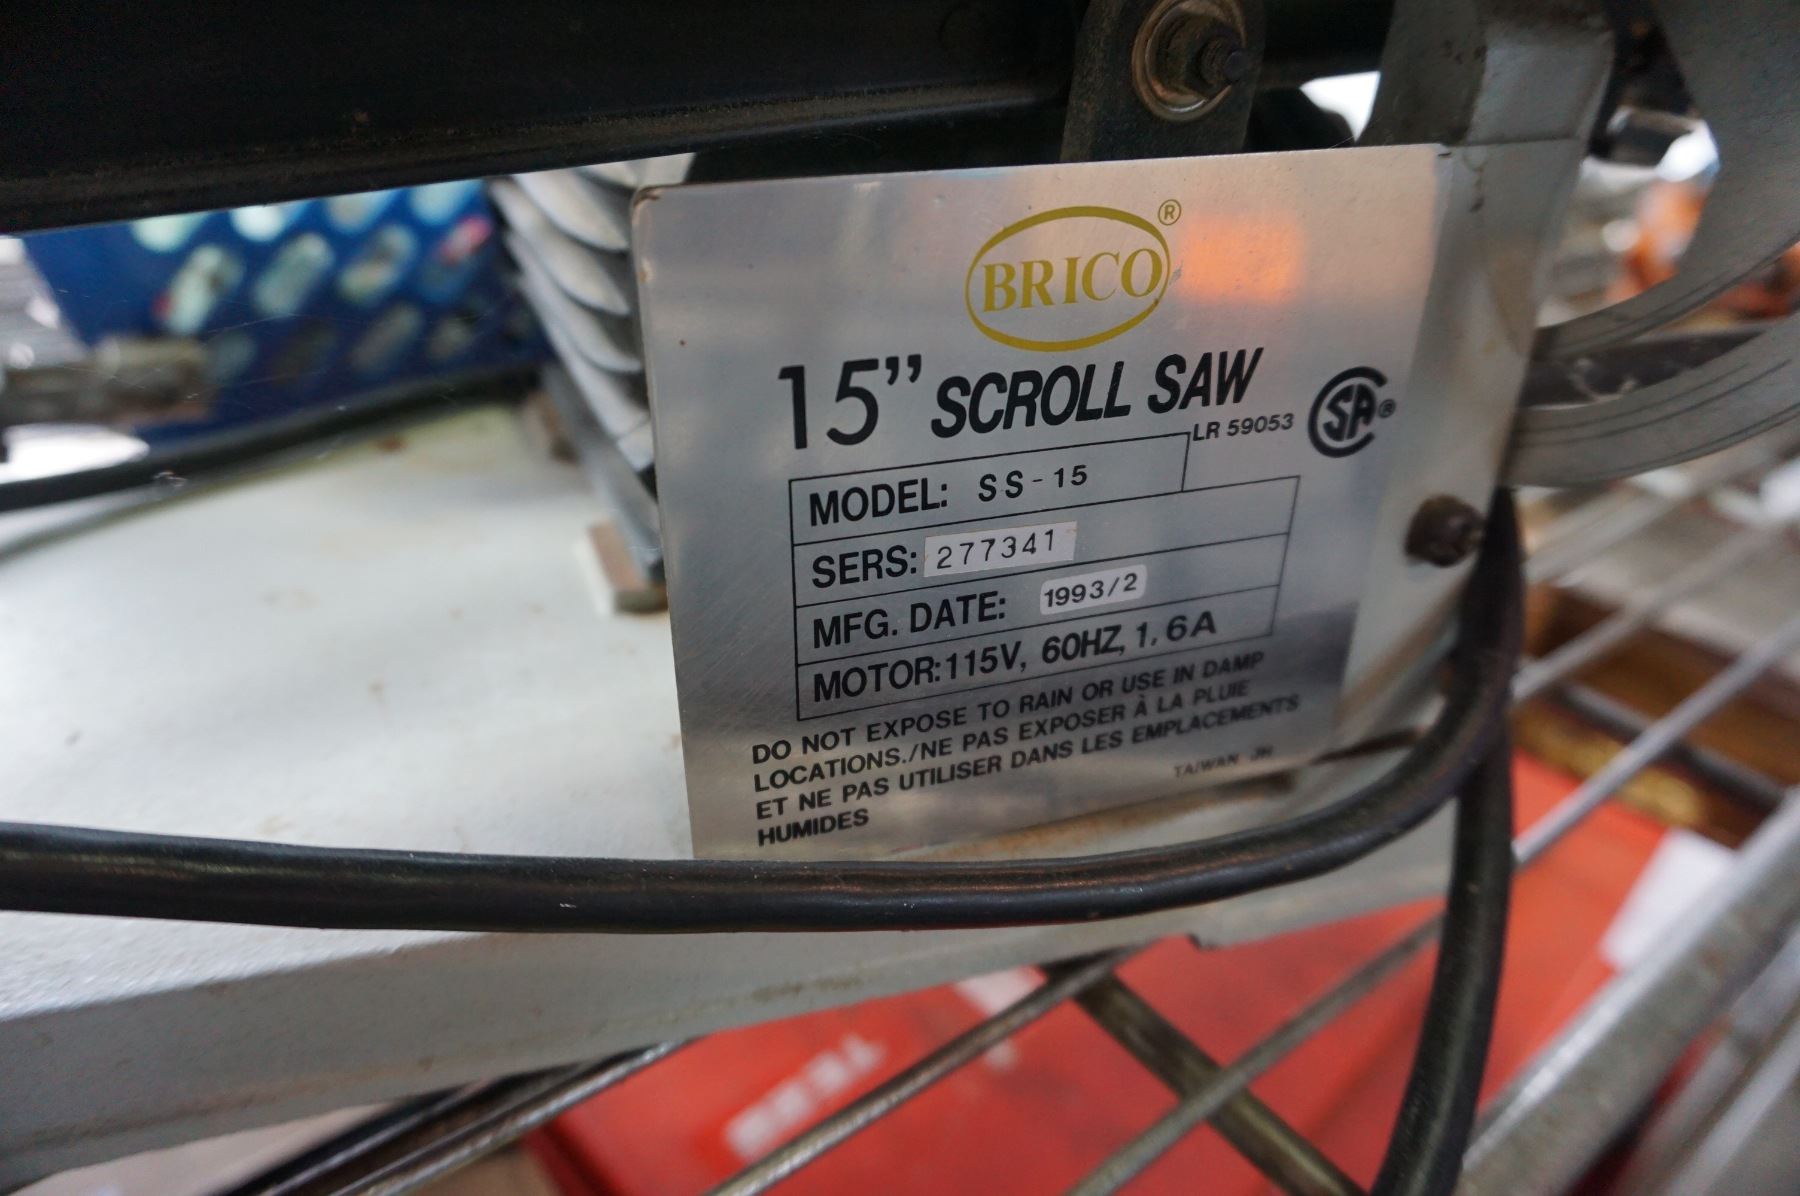 BRICO®
15” SCROLL SAW
LR 59053
SA®
MODEL: SS-15
SERS: 277341
MFG. DATE: 1993/2
MOTOR:115V, 60HZ, 1.6A
DO NOT EXPOSE TO RAIN OR USE IN DAMP
LOCATIONS./NE PAS EXPOSER À LA PLUIE
ET NE PAS UTILISER DANS LES EMPLACEMENTS
HUMIDES
TAIWAN JH